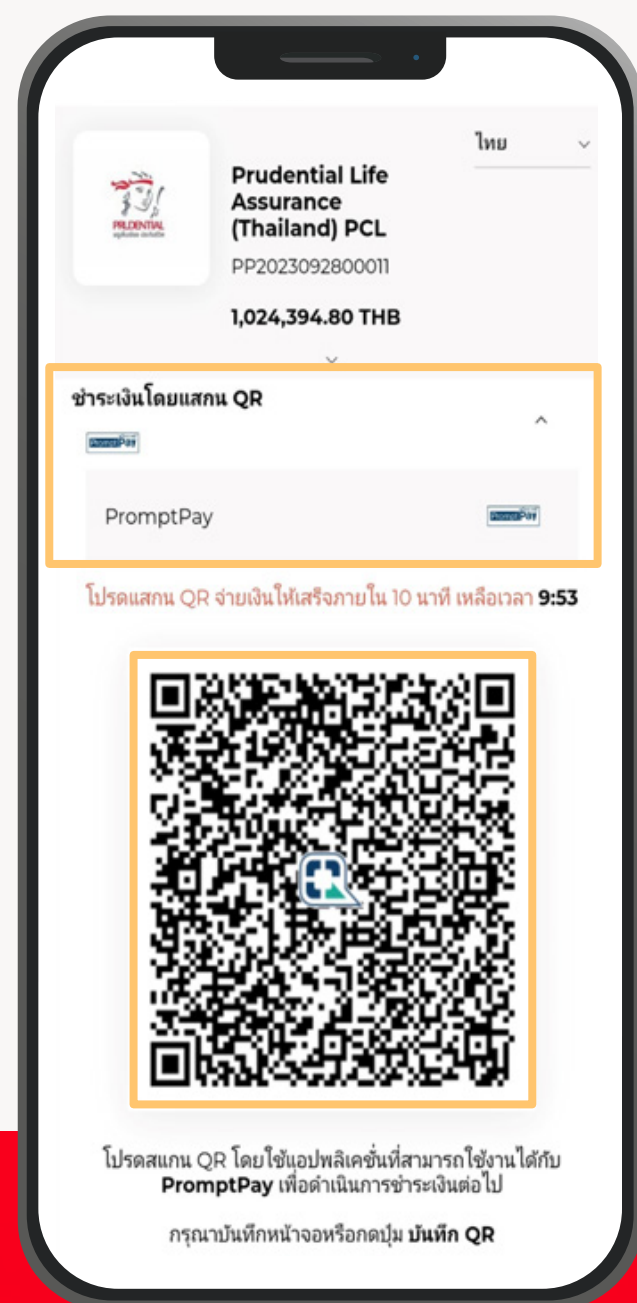 ไทย
PRUDENTIAL
Prudential Life
Assurance
(Thailand) PCL
PP2023092800011
1,024,394.80 THB
ชำระเงินโดยแสกน QR
PromptPay
PromptPay
PromptPay
โปรดแสกน QR จ่ายเงินให้เสร็จภายใน 10 นาที เหลือเวลา 9:53
โปรดสแกน QR โดยใช้แอปพลิเคชั่นที่สามารถใช้งานได้กับ
PromptPay เพื่อดำเนินการชำระเงินต่อไป
กรุณาบันทึกหน้าจอหรือกดปุ่ม บันทึก QR